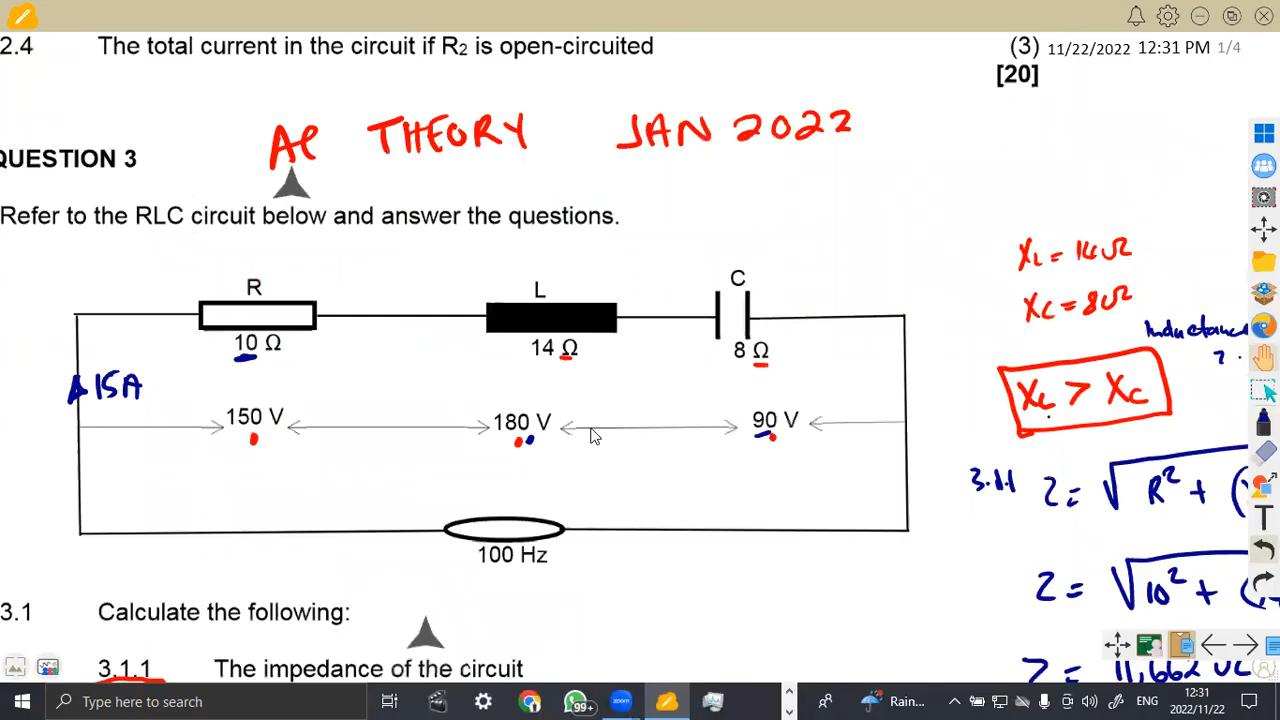 2.4 The total current in the circuit if R2 is open-circuited (3) 11/22/2022 12:31 PM 1/4
[20]
AC THEORY JAN 2022
QUESTION 3
Refer to the RLC circuit below and answer the questions.
R
L
C
10 Ω
14 Ω
8 Ω
15A
150 V
180 V
90 V
100 Hz
XL = 14Ω
XC = 8Ω
Inductance
XL > XC
3.1.1 Z = √R² + (
Z = √10² + (
Z = 11,662
3.1 Calculate the following:
3.1.1 The impedance of the circuit
Type here to search
99+
zoom
Rain...
ENG
12:31
2022/11/22